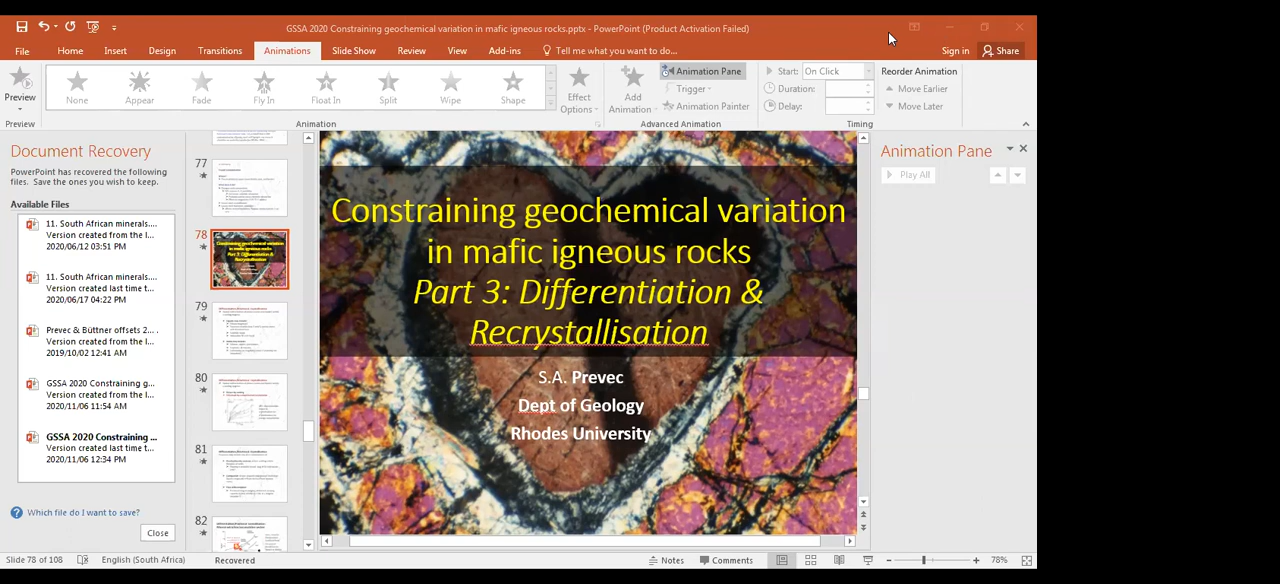 GSSA 2020 Constraining geochemical variation in mafic igneous rocks.pptx - PowerPoint (Product Activation Failed)
File Home Insert Design Transitions Animations Slide Show Review View Add-ins Tell me what you want to do... Sign in Share
Preview
None Appear Fade Fly In Float In Split Wipe Shape
Effect Options
Add Animation
Animation Pane
Trigger
Animation Painter
Start: On Click
Duration:
Delay:
Reorder Animation
Move Earlier
Move Later
Preview Animation Advanced Animation Timing
Document Recovery
PowerPoint has recovered the following
files. Save the ones you wish to keep.
Available Files
11. South African minerals....
Version created from the l...
2020/06/12 03:51 PM
11. South African minerals....
Version created last time t...
2020/06/17 04:22 PM
Prevec & Büttner offsets 2...
Version created from the l...
2019/10/02 12:41 AM
GSSA 2020 Constraining g...
Version created from the l...
2020/11/06 11:54 AM
GSSA 2020 Constraining ...
Version created last time t...
2020/11/06 12:34 PM
Which file do I want to save?
Close
77
78
79
80
81
82
Constraining geochemical variation
in mafic igneous rocks
Part 3: Differentiation &
Recrystallisation
S.A. Prevec
Dept of Geology
Rhodes University
Animation Pane
Play All
Slide 78 of 108 English (South Africa) Recovered Notes Comments 78%